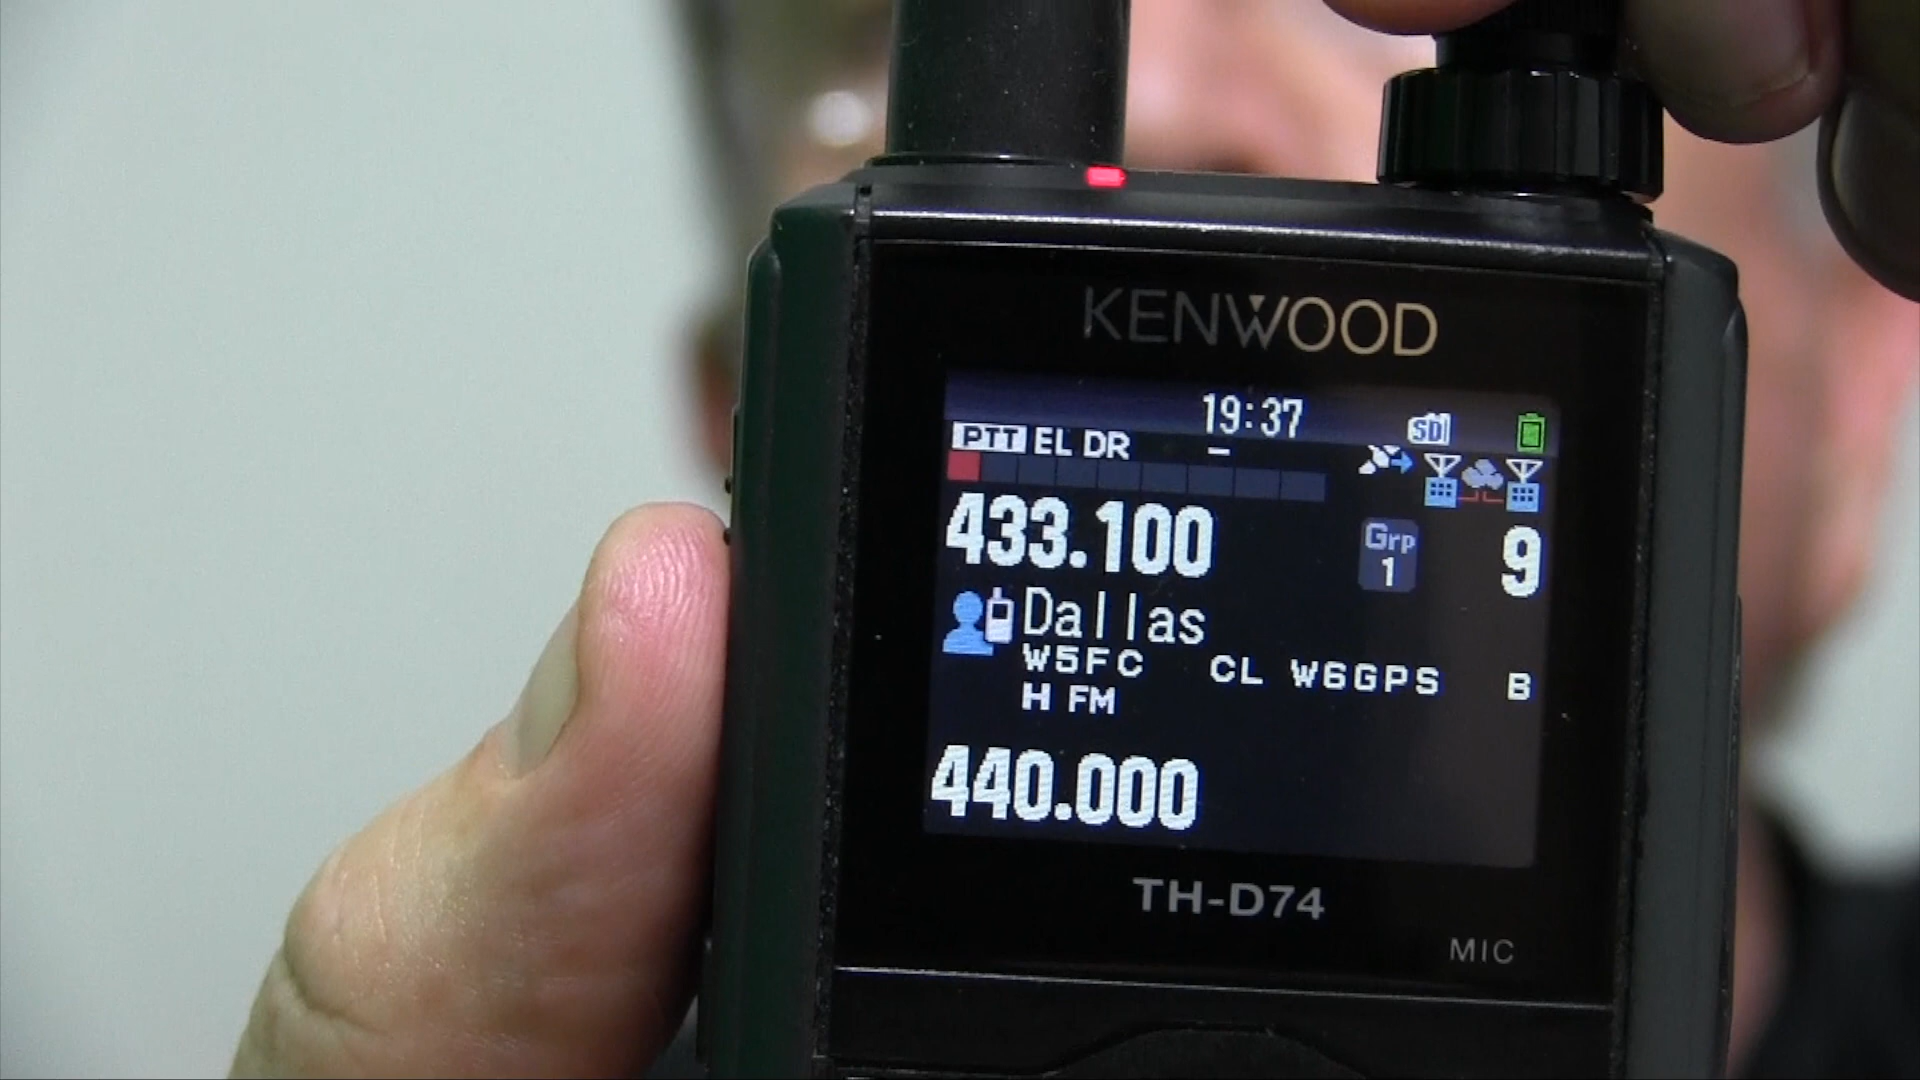 KENWOOD
19:37 SD
PTT EL DR
433.100 Grp 1 9
Dallas
W5FC CL W6GPS B
H FM
440.000
TH-D74
MIC